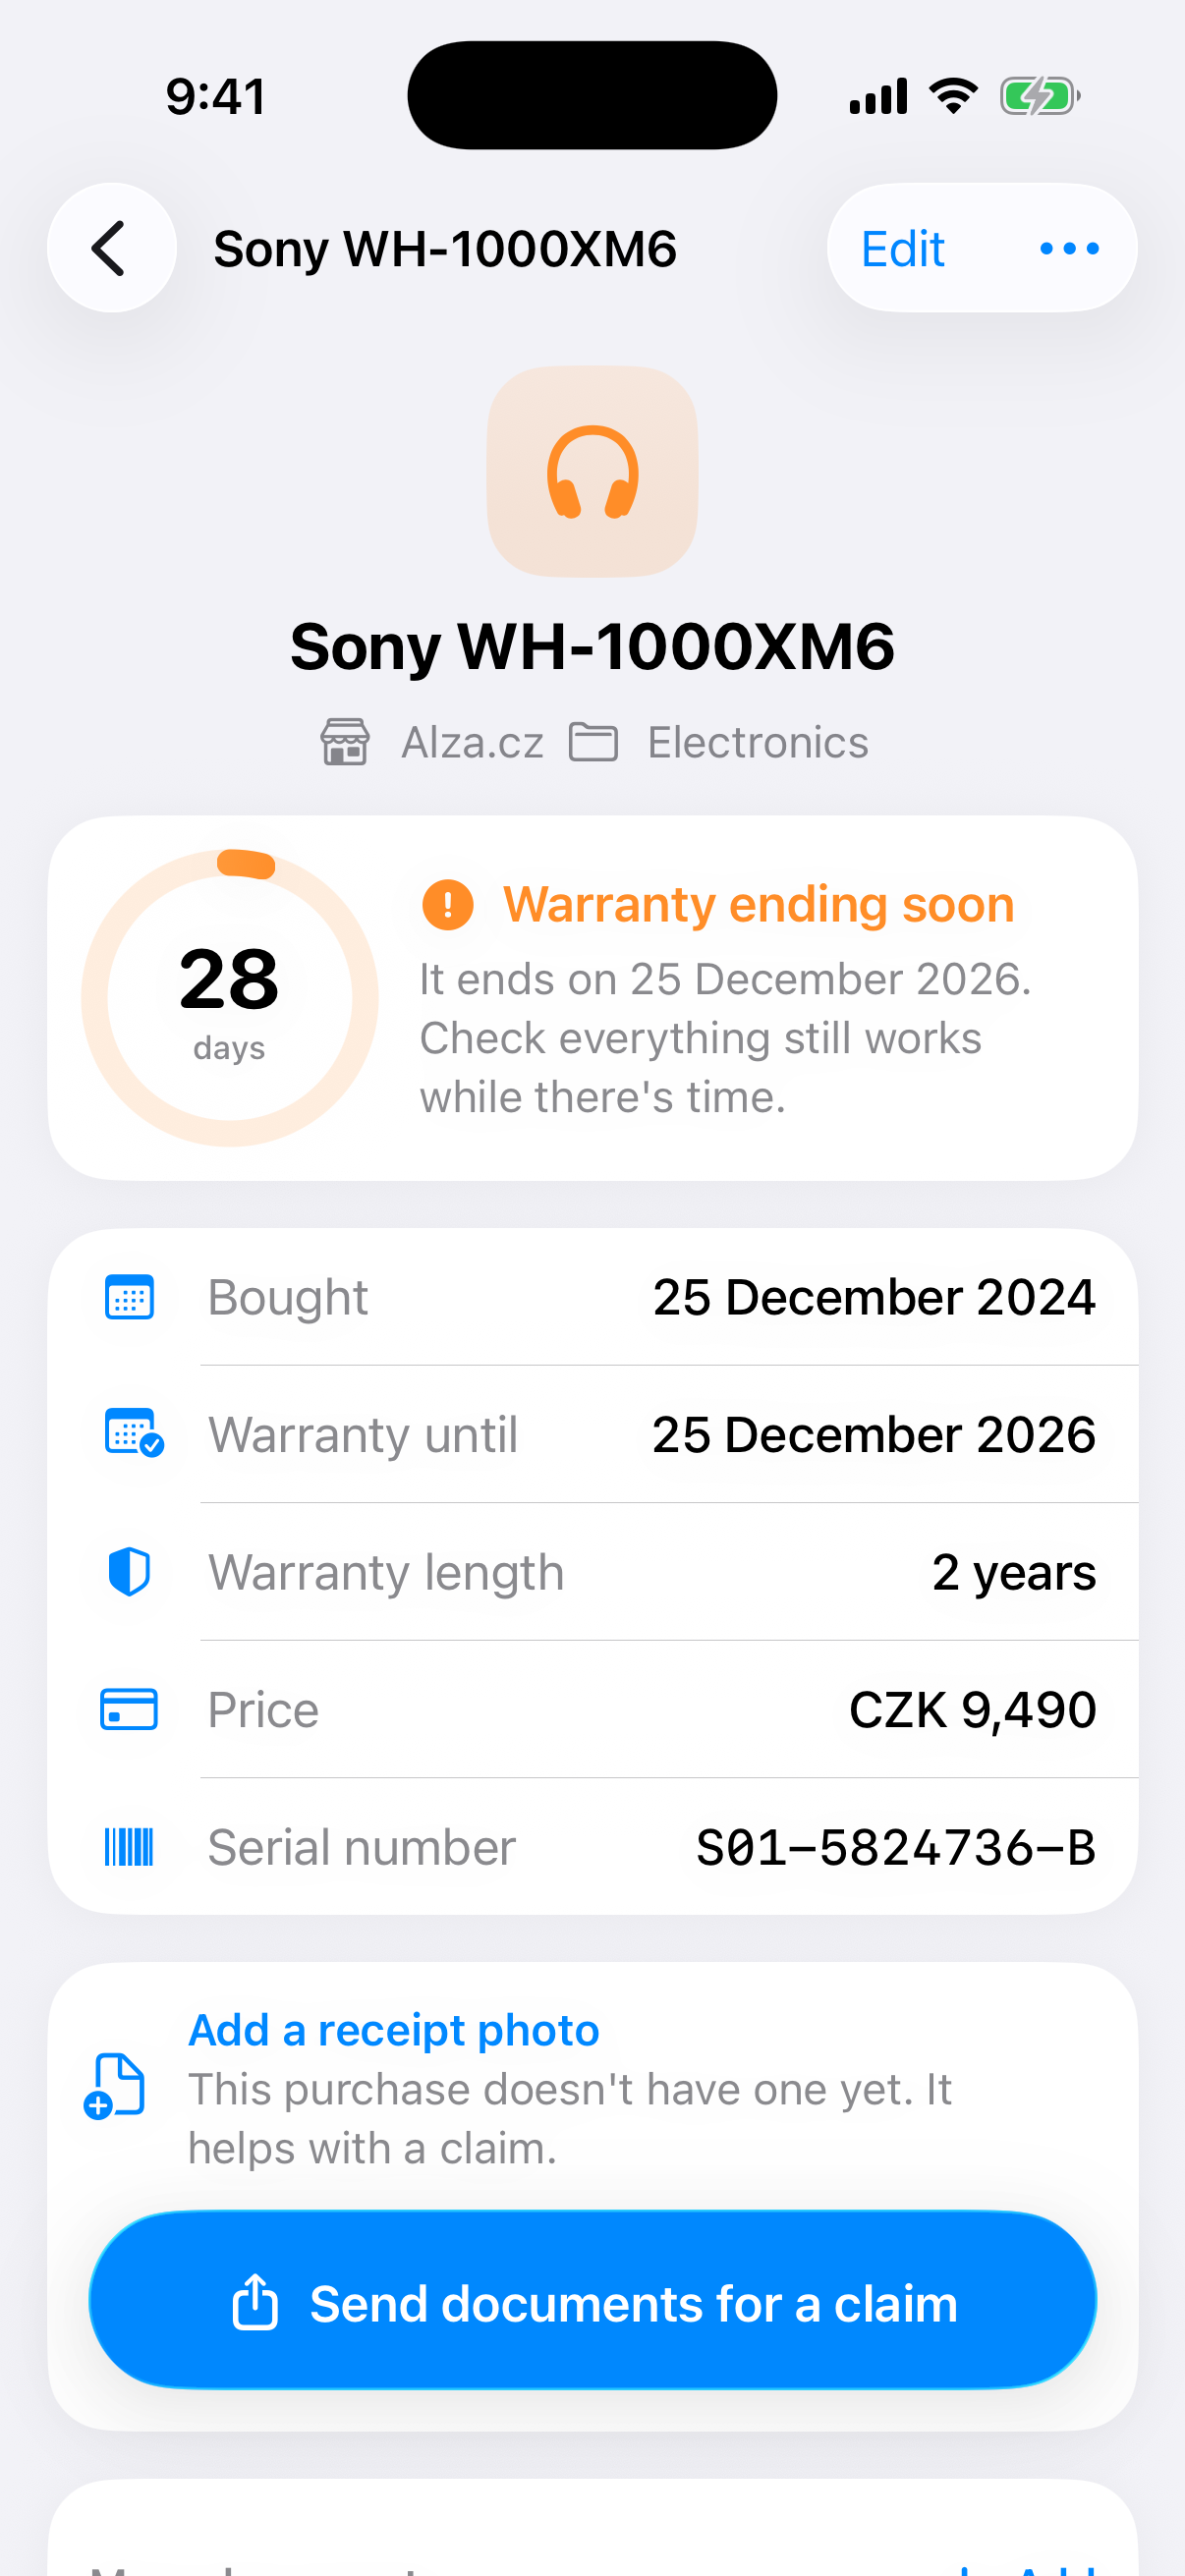 9:41
Sony WH-1000XM6
Edit
Sony WH-1000XM6
Alza.cz
Electronics
28
days
Warranty ending soon
It ends on 25 December 2026.
Check everything still works
while there's time.
Bought
25 December 2024
Warranty until
25 December 2026
Warranty length
2 years
Price
CZK 9,490
Serial number
S01-5824736-B
Add a receipt photo
This purchase doesn't have one yet. It
helps with a claim.
Send documents for a claim